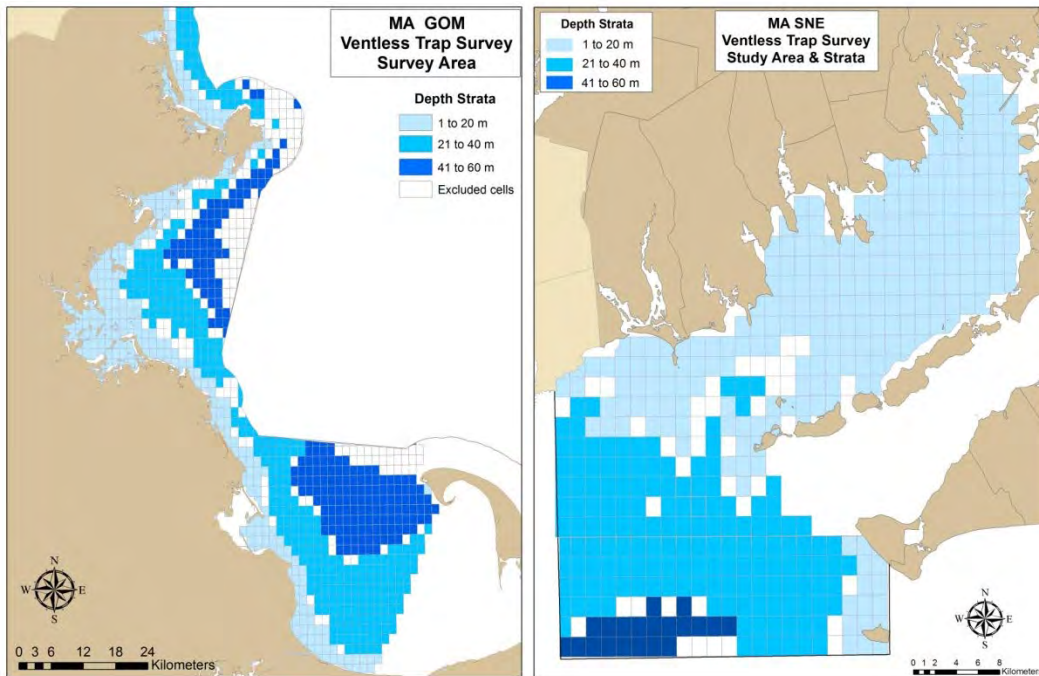 MA GOM
Ventless Trap Survey
Survey Area
Depth Strata
1 to 20 m
21 to 40 m
41 to 60 m
Excluded cells
N
W E
S
0 3 6 12 18 24
Kilometers
Depth Strata
1 to 20 m
21 to 40 m
41 to 60 m
MA SNE
Ventless Trap Survey
Study Area & Strata
N
W E
S
0 1 2 4 6 8
Kilometers